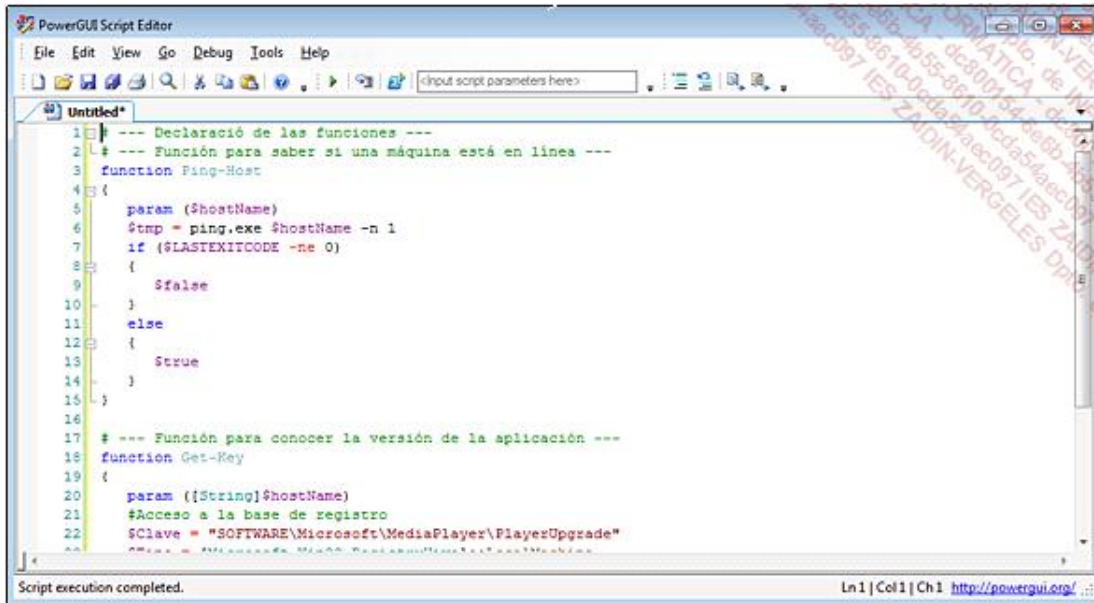 PowerGUI Script Editor
File Edit View Go Debug Tools Help
<Input script parameters here>
Untitled*
1 # --- Declaració de las funciones ---
2 # --- Función para saber si una máquina está en línea ---
3 function Ping-Host
4 {
5 param ($hostName)
6 $tmp = ping.exe $hostName -n 1
7 if ($LASTEXITCODE -ne 0)
8 {
9 $false
10 }
11 else
12 {
13 $true
14 }
15 }
16
17 # --- Función para conocer la versión de la aplicación ---
18 function Get-Key
19 {
20 param ([String]$hostName)
21 #Acceso a la base de registro
22 $Clave = "SOFTWARE\Microsoft\MediaPlayer\PlayerUpgrade"
Script execution completed.
Ln 1 | Col 1 | Ch 1 http://powergui.org/